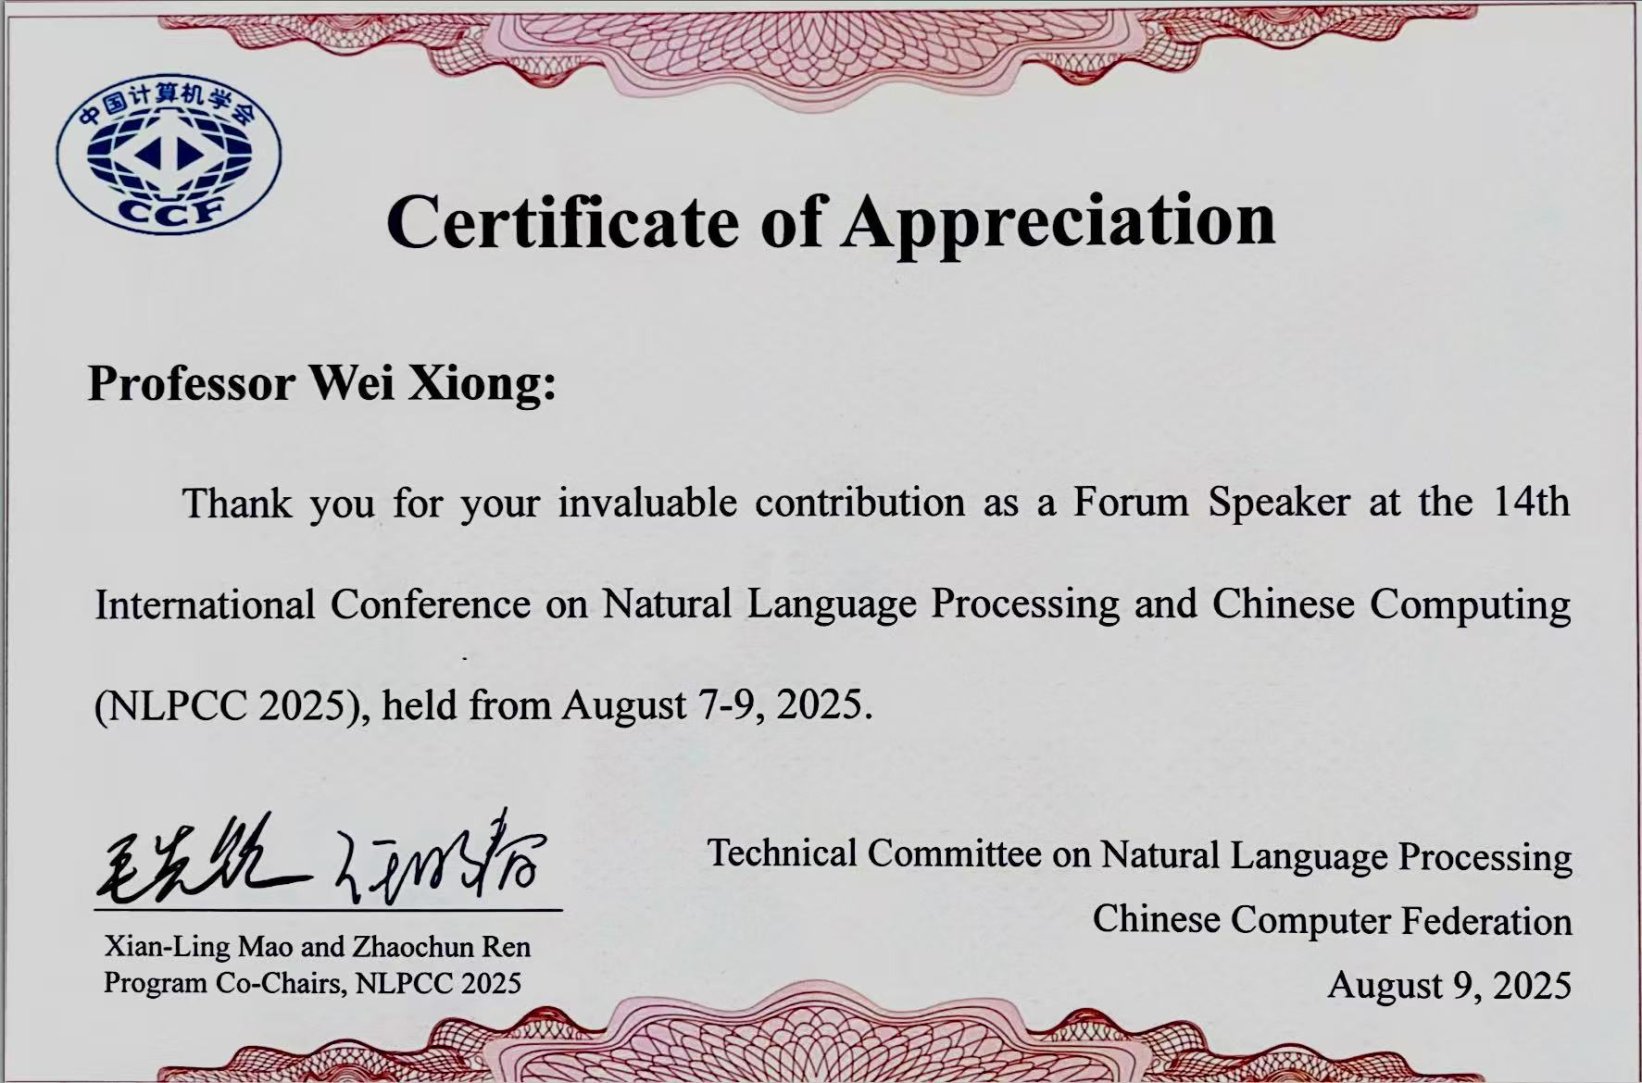 中国计算机学会
CCF
Certificate of Appreciation
Professor Wei Xiong:
Thank you for your invaluable contribution as a Forum Speaker at the 14th
International Conference on Natural Language Processing and Chinese Computing
(NLPCC 2025), held from August 7-9, 2025.
毛先领
Xian-Ling Mao and Zhaochun Ren
Program Co-Chairs, NLPCC 2025
Technical Committee on Natural Language Processing
Chinese Computer Federation
August 9, 2025